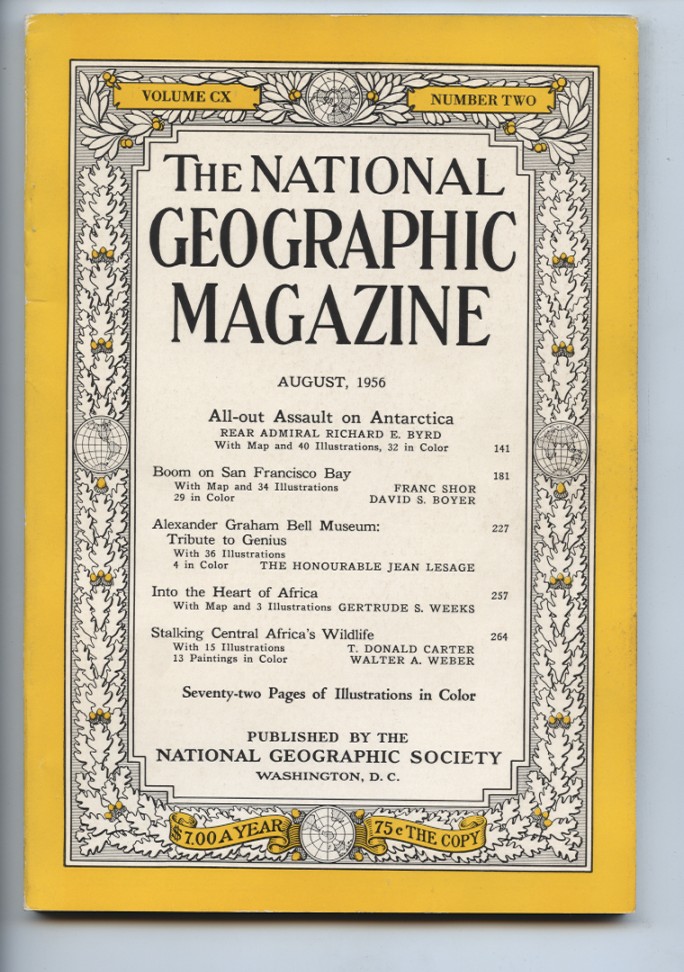 VOLUME CX
NUMBER TWO
THE NATIONAL
GEOGRAPHIC
MAGAZINE
AUGUST, 1956
All-out Assault on Antarctica
REAR ADMIRAL RICHARD E. BYRD
With Map and 40 Illustrations, 32 in Color 141
Boom on San Francisco Bay 181
With Map and 34 Illustrations FRANC SHOR
29 in Color DAVID S. BOYER
Alexander Graham Bell Museum: 227
Tribute to Genius
With 36 Illustrations
4 in Color THE HONOURABLE JEAN LESAGE
Into the Heart of Africa 257
With Map and 3 Illustrations GERTRUDE S. WEEKS
Stalking Central Africa's Wildlife 264
With 15 Illustrations T. DONALD CARTER
13 Paintings in Color WALTER A. WEBER
Seventy-two Pages of Illustrations in Color
PUBLISHED BY THE
NATIONAL GEOGRAPHIC SOCIETY
WASHINGTON, D. C.
$7.00 A YEAR
75c THE COPY